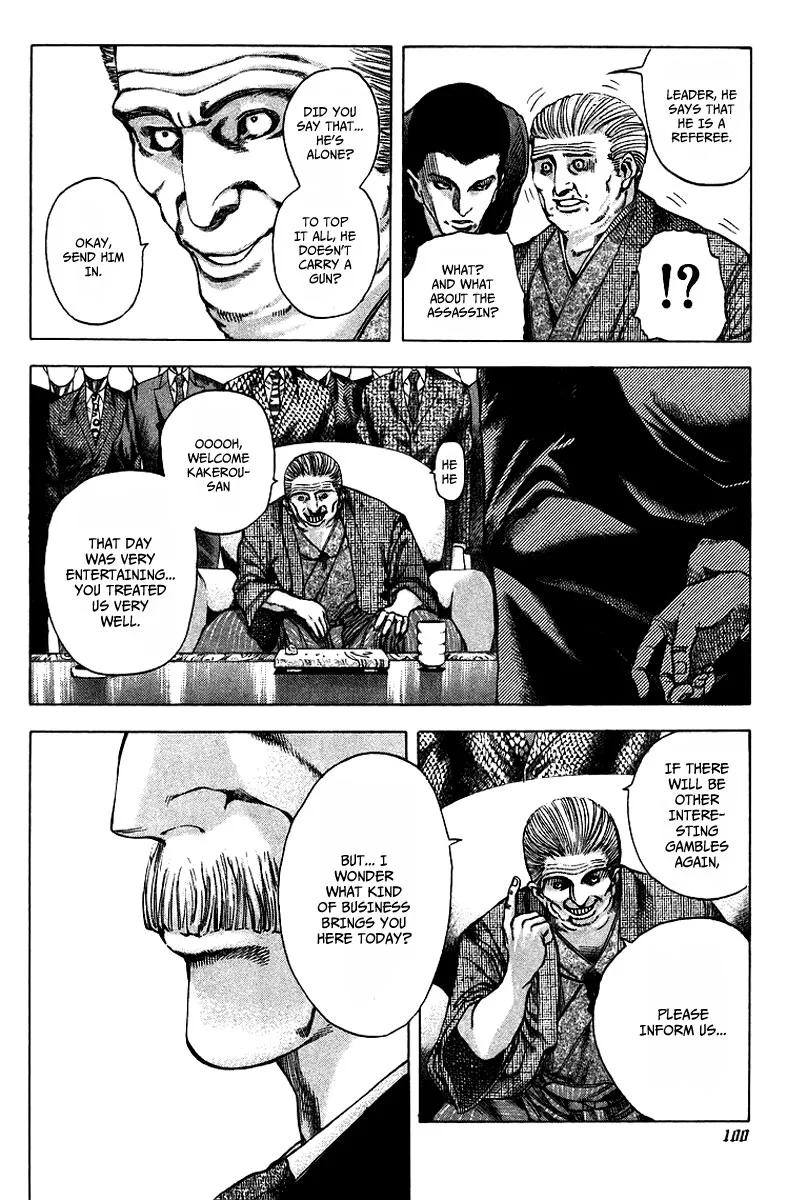 LEADER, HE
SAYS THAT
HE IS A
REFEREE.
!?
WHAT?
AND WHAT
ABOUT THE
ASSASSIN?
DID YOU
SAY THAT...
HE'S
ALONE?
TO TOP
IT ALL, HE
DOESN'T
CARRY A
GUN?
OKAY,
SEND HIM
IN.
HE
HE
OOOOH,
WELCOME
KAKEROU-
SAN
THAT DAY
WAS VERY
ENTERTAINING...
YOU TREATED
US VERY
WELL.
IF THERE
WILL BE
OTHER
INTERE-
STING
GAMBLES
AGAIN,
PLEASE
INFORM US...
BUT... I
WONDER
WHAT KIND
OF BUSINESS
BRINGS YOU
HERE TODAY?
100